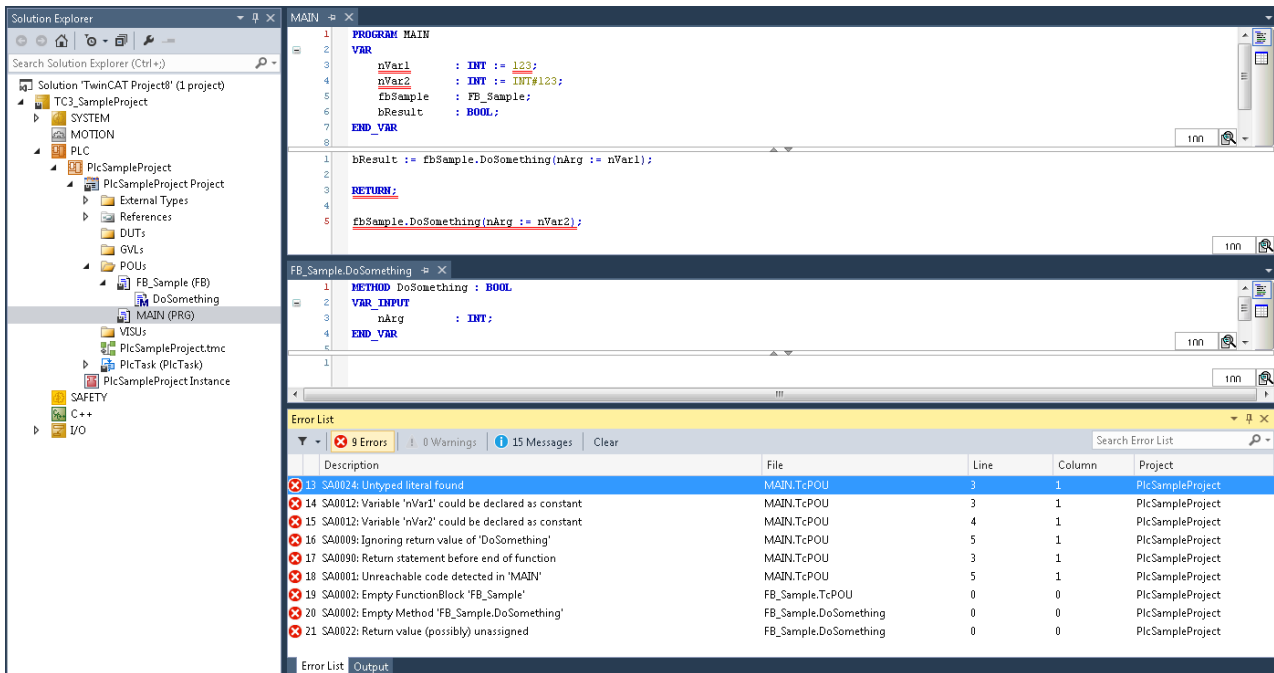 Solution Explorer
Search Solution Explorer (Ctrl+;)
Solution 'TwinCAT Project8' (1 project)
TC3_SampleProject
SYSTEM
MOTION
PLC
PlcSampleProject
PlcSampleProject Project
External Types
References
DUTs
GVLs
POUs
FB_Sample (FB)
DoSomething
MAIN (PRG)
VISUs
PlcSampleProject.tmc
PlcTask (PlcTask)
PlcSampleProject Instance
SAFETY
C++
I/O
MAIN
1 PROGRAM MAIN
2 VAR
3 nVar1 : INT := 123;
4 nVar2 : INT := INT#123;
5 fbSample : FB_Sample;
6 bResult : BOOL;
7 END_VAR
8
100
1 bResult := fbSample.DoSomething(nArg := nVar1);
2
3 RETURN;
4
5 fbSample.DoSomething(nArg := nVar2);
100
FB_Sample.DoSomething
1 METHOD DoSomething : BOOL
2 VAR_INPUT
3 nArg : INT;
4 END_VAR
5
100
1
100
Error List
9 Errors ! 0 Warnings 15 Messages Clear Search Error List
Description File Line Column Project
13 SA0024: Untyped literal found MAIN.TcPOU 3 1 PlcSampleProject
14 SA0012: Variable 'nVar1' could be declared as constant MAIN.TcPOU 3 1 PlcSampleProject
15 SA0012: Variable 'nVar2' could be declared as constant MAIN.TcPOU 4 1 PlcSampleProject
16 SA0009: Ignoring return value of 'DoSomething' MAIN.TcPOU 5 1 PlcSampleProject
17 SA0090: Return statement before end of function MAIN.TcPOU 3 1 PlcSampleProject
18 SA0001: Unreachable code detected in 'MAIN' MAIN.TcPOU 5 1 PlcSampleProject
19 SA0002: Empty FunctionBlock 'FB_Sample' FB_Sample.TcPOU 0 0 PlcSampleProject
20 SA0002: Empty Method 'FB_Sample.DoSomething' FB_Sample.DoSomething 0 0 PlcSampleProject
21 SA0022: Return value (possibly) unassigned FB_Sample.DoSomething 0 0 PlcSampleProject
Error List Output